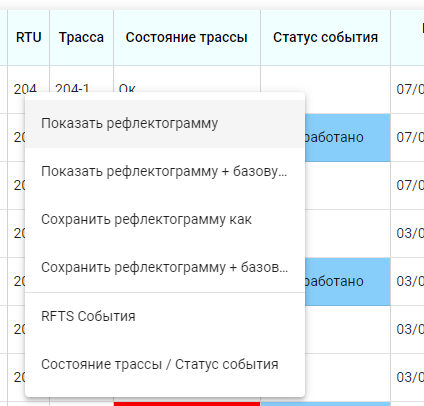 RTU Трасса Состояние трассы Статус события
204 204-1 Ок 07/0
Показать рефлектограмму
20 работано 07/0
Показать рефлектограмму + базову...
20 07/0
Сохранить рефлектограмму как
20 03/0
Сохранить рефлектограмму + базов...
20 работано 03/0
RFTS События
20 03/0
Состояние трассы / Статус события
20 03/0